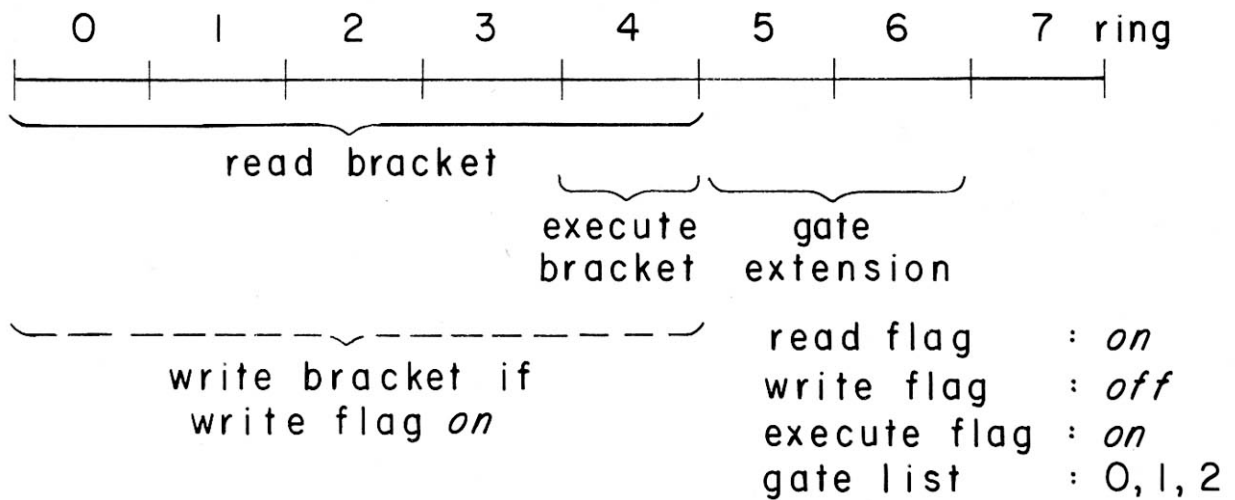 0 1 2 3 4 5 6 7 ring
read bracket
execute bracket
gate extension
write bracket if
write flag on
read flag : on
write flag : off
execute flag : on
gate list : 0, 1, 2